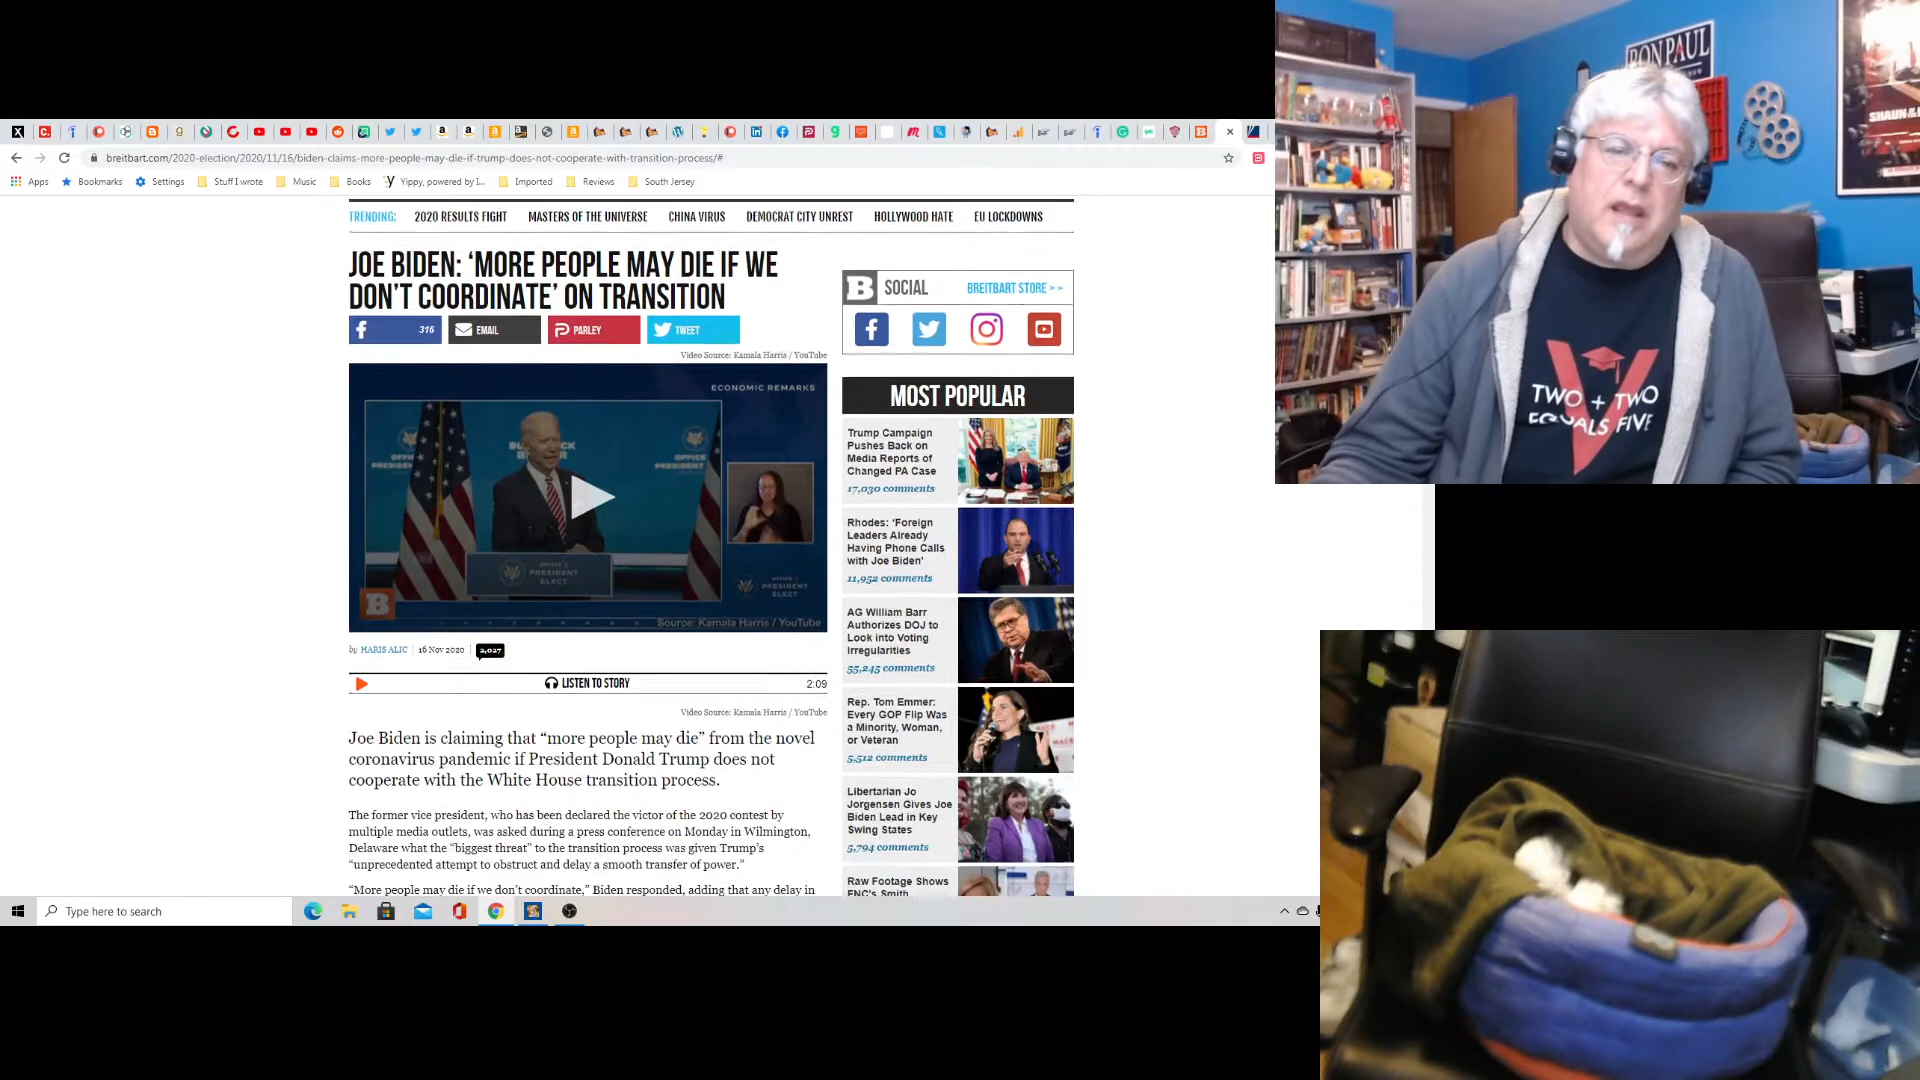 breitbart.com/2020-election/2020/11/16/biden-claims-more-people-may-die-if-trump-does-not-cooperate-with-transition-process/#
Apps Bookmarks Settings Stuff I wrote Music Books Yippy, powered by I... Imported Reviews South Jersey
TRENDING: 2020 RESULTS FIGHT MASTERS OF THE UNIVERSE CHINA VIRUS DEMOCRAT CITY UNREST HOLLYWOOD HATE EU LOCKDOWNS
JOE BIDEN: ‘MORE PEOPLE MAY DIE IF WE
DON’T COORDINATE’ ON TRANSITION
316 EMAIL PARLEY TWEET
Video Source: Kamala Harris / YouTube
ECONOMIC REMARKS
PRESIDENT ELECT
Source: Kamala Harris / YouTube
by HARIS ALIC 16 Nov 2020 2,027
LISTEN TO STORY 2:09
Video Source: Kamala Harris / YouTube
Joe Biden is claiming that “more people may die” from the novel
coronavirus pandemic if President Donald Trump does not
cooperate with the White House transition process.
The former vice president, who has been declared the victor of the 2020 contest by
multiple media outlets, was asked during a press conference on Monday in Wilmington,
Delaware what the “biggest threat” to the transition process was given Trump’s
“unprecedented attempt to obstruct and delay a smooth transfer of power.”
“More people may die if we don’t coordinate,” Biden responded, adding that any delay in
B SOCIAL BREITBART STORE > >
MOST POPULAR
Trump Campaign
Pushes Back on
Media Reports of
Changed PA Case
17,030 comments
Rhodes: ‘Foreign
Leaders Already
Having Phone Calls
with Joe Biden’
11,952 comments
AG William Barr
Authorizes DOJ to
Look into Voting
Irregularities
55,245 comments
Rep. Tom Emmer:
Every GOP Flip Was
a Minority, Woman,
or Veteran
5,512 comments
Libertarian Jo
Jorgensen Gives Joe
Biden Lead in Key
Swing States
5,794 comments
Raw Footage Shows
FNC's Smith
Type here to search
RON PAUL
SHAUN
TWO + TWO
EQUALS FIVE